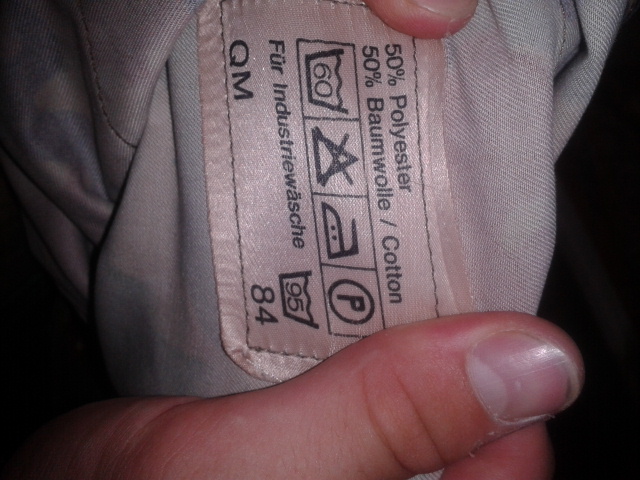 50% Polyester
50% Baumwolle / Cotton
60 P
Für Industriewäsche 95
QM 84